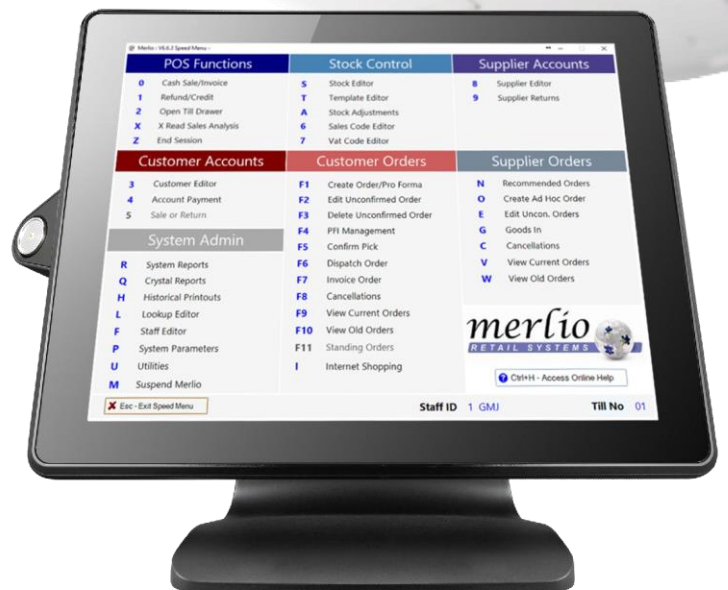 Merlio - V6.6.2 Speed Menu -
POS Functions
0 Cash Sale/Invoice
1 Refund/Credit
2 Open Till Drawer
X X Read Sales Analysis
Z End Session
Stock Control
S Stock Editor
T Template Editor
A Stock Adjustments
6 Sales Code Editor
7 Vat Code Editor
Supplier Accounts
8 Supplier Editor
9 Supplier Returns
Customer Accounts
3 Customer Editor
4 Account Payment
5 Sale or Return
System Admin
R System Reports
Q Crystal Reports
H Historical Printouts
L Lookup Editor
F Staff Editor
P System Parameters
U Utilities
M Suspend Merlio
Customer Orders
F1 Create Order/Pro Forma
F2 Edit Unconfirmed Order
F3 Delete Unconfirmed Order
F4 PFI Management
F5 Confirm Pick
F6 Dispatch Order
F7 Invoice Order
F8 Cancellations
F9 View Current Orders
F10 View Old Orders
F11 Standing Orders
I Internet Shopping
Supplier Orders
N Recommended Orders
O Create Ad Hoc Order
E Edit Uncon. Orders
G Goods In
C Cancellations
V View Current Orders
W View Old Orders
merlio
RETAIL SYSTEMS
Ctrl+H - Access Online Help
Esc - Exit Speed Menu
Staff ID 1 GMJ
Till No 01